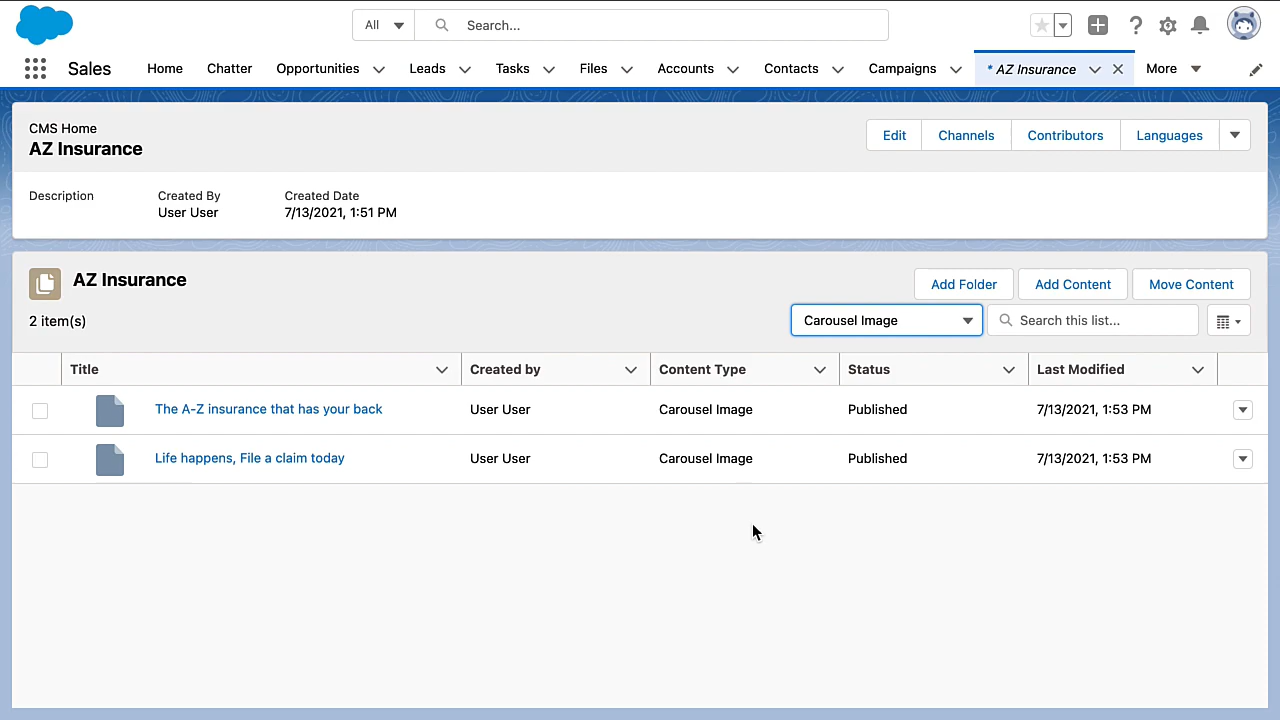 All Search...
Sales Home Chatter Opportunities Leads Tasks Files Accounts Contacts Campaigns * AZ Insurance More
CMS Home
AZ Insurance
Edit Channels Contributors Languages
Description Created By Created Date
User User 7/13/2021, 1:51 PM
AZ Insurance
Add Folder Add Content Move Content
2 item(s)
Carousel Image Search this list...
Title Created by Content Type Status Last Modified
The A-Z insurance that has your back User User Carousel Image Published 7/13/2021, 1:53 PM
Life happens, File a claim today User User Carousel Image Published 7/13/2021, 1:53 PM